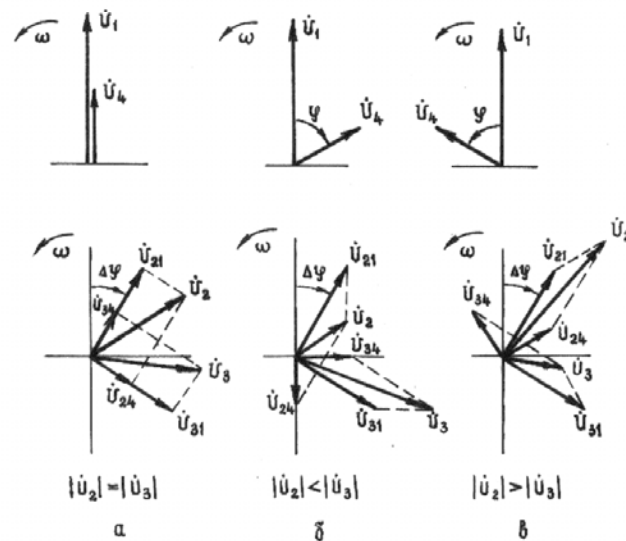 ω U̇₁ ω U̇₁ ω U̇₁
U̇₄ φ U̇₄ U̇₄ φ
ω U̇₂₁ ω U̇₂₁ ω U̇₂₁ U̇₂
Δφ U̇₂ Δφ Δφ
U̇₃₄ U̇₂ U̇₃₄
U̇₃₄ U̇₂₄
U̇₃ U̇₃
U̇₂₄ U̇₂₄
U̇₃₁ U̇₃₁ U̇₃ U̇₃₁
|U̇₂|=|U̇₃| |U̇₂|<|U̇₃| |U̇₂|>|U̇₃|
а б в